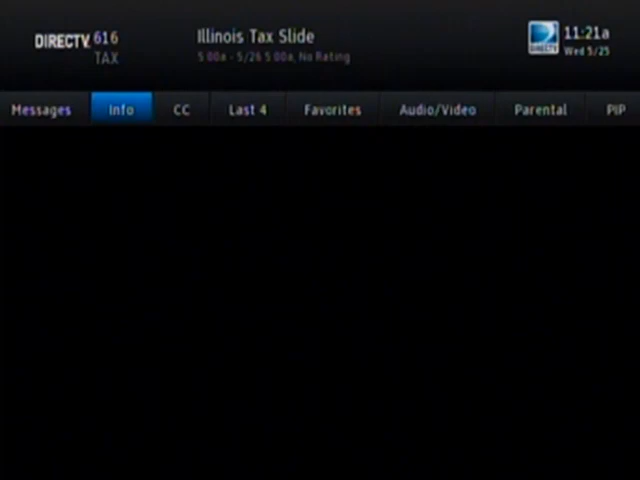 DIRECTV 616
TAX
Illinois Tax Slide
5:00a - 5/26 5:00a, No Rating
DIRECTV
11:21a
Wed 5/25
Messages
Info
CC
Last 4
Favorites
Audio/Video
Parental
PIP